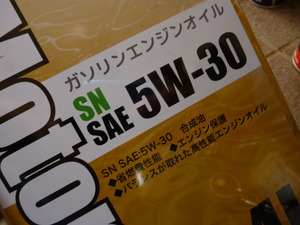 ガソリンエンジンオイル
SN
SAE 5W-30
SN SAE:5W-30 合成油
◆省燃費性能 ◆エンジン保護
◆バランスが取れた高性能エンジンオイル